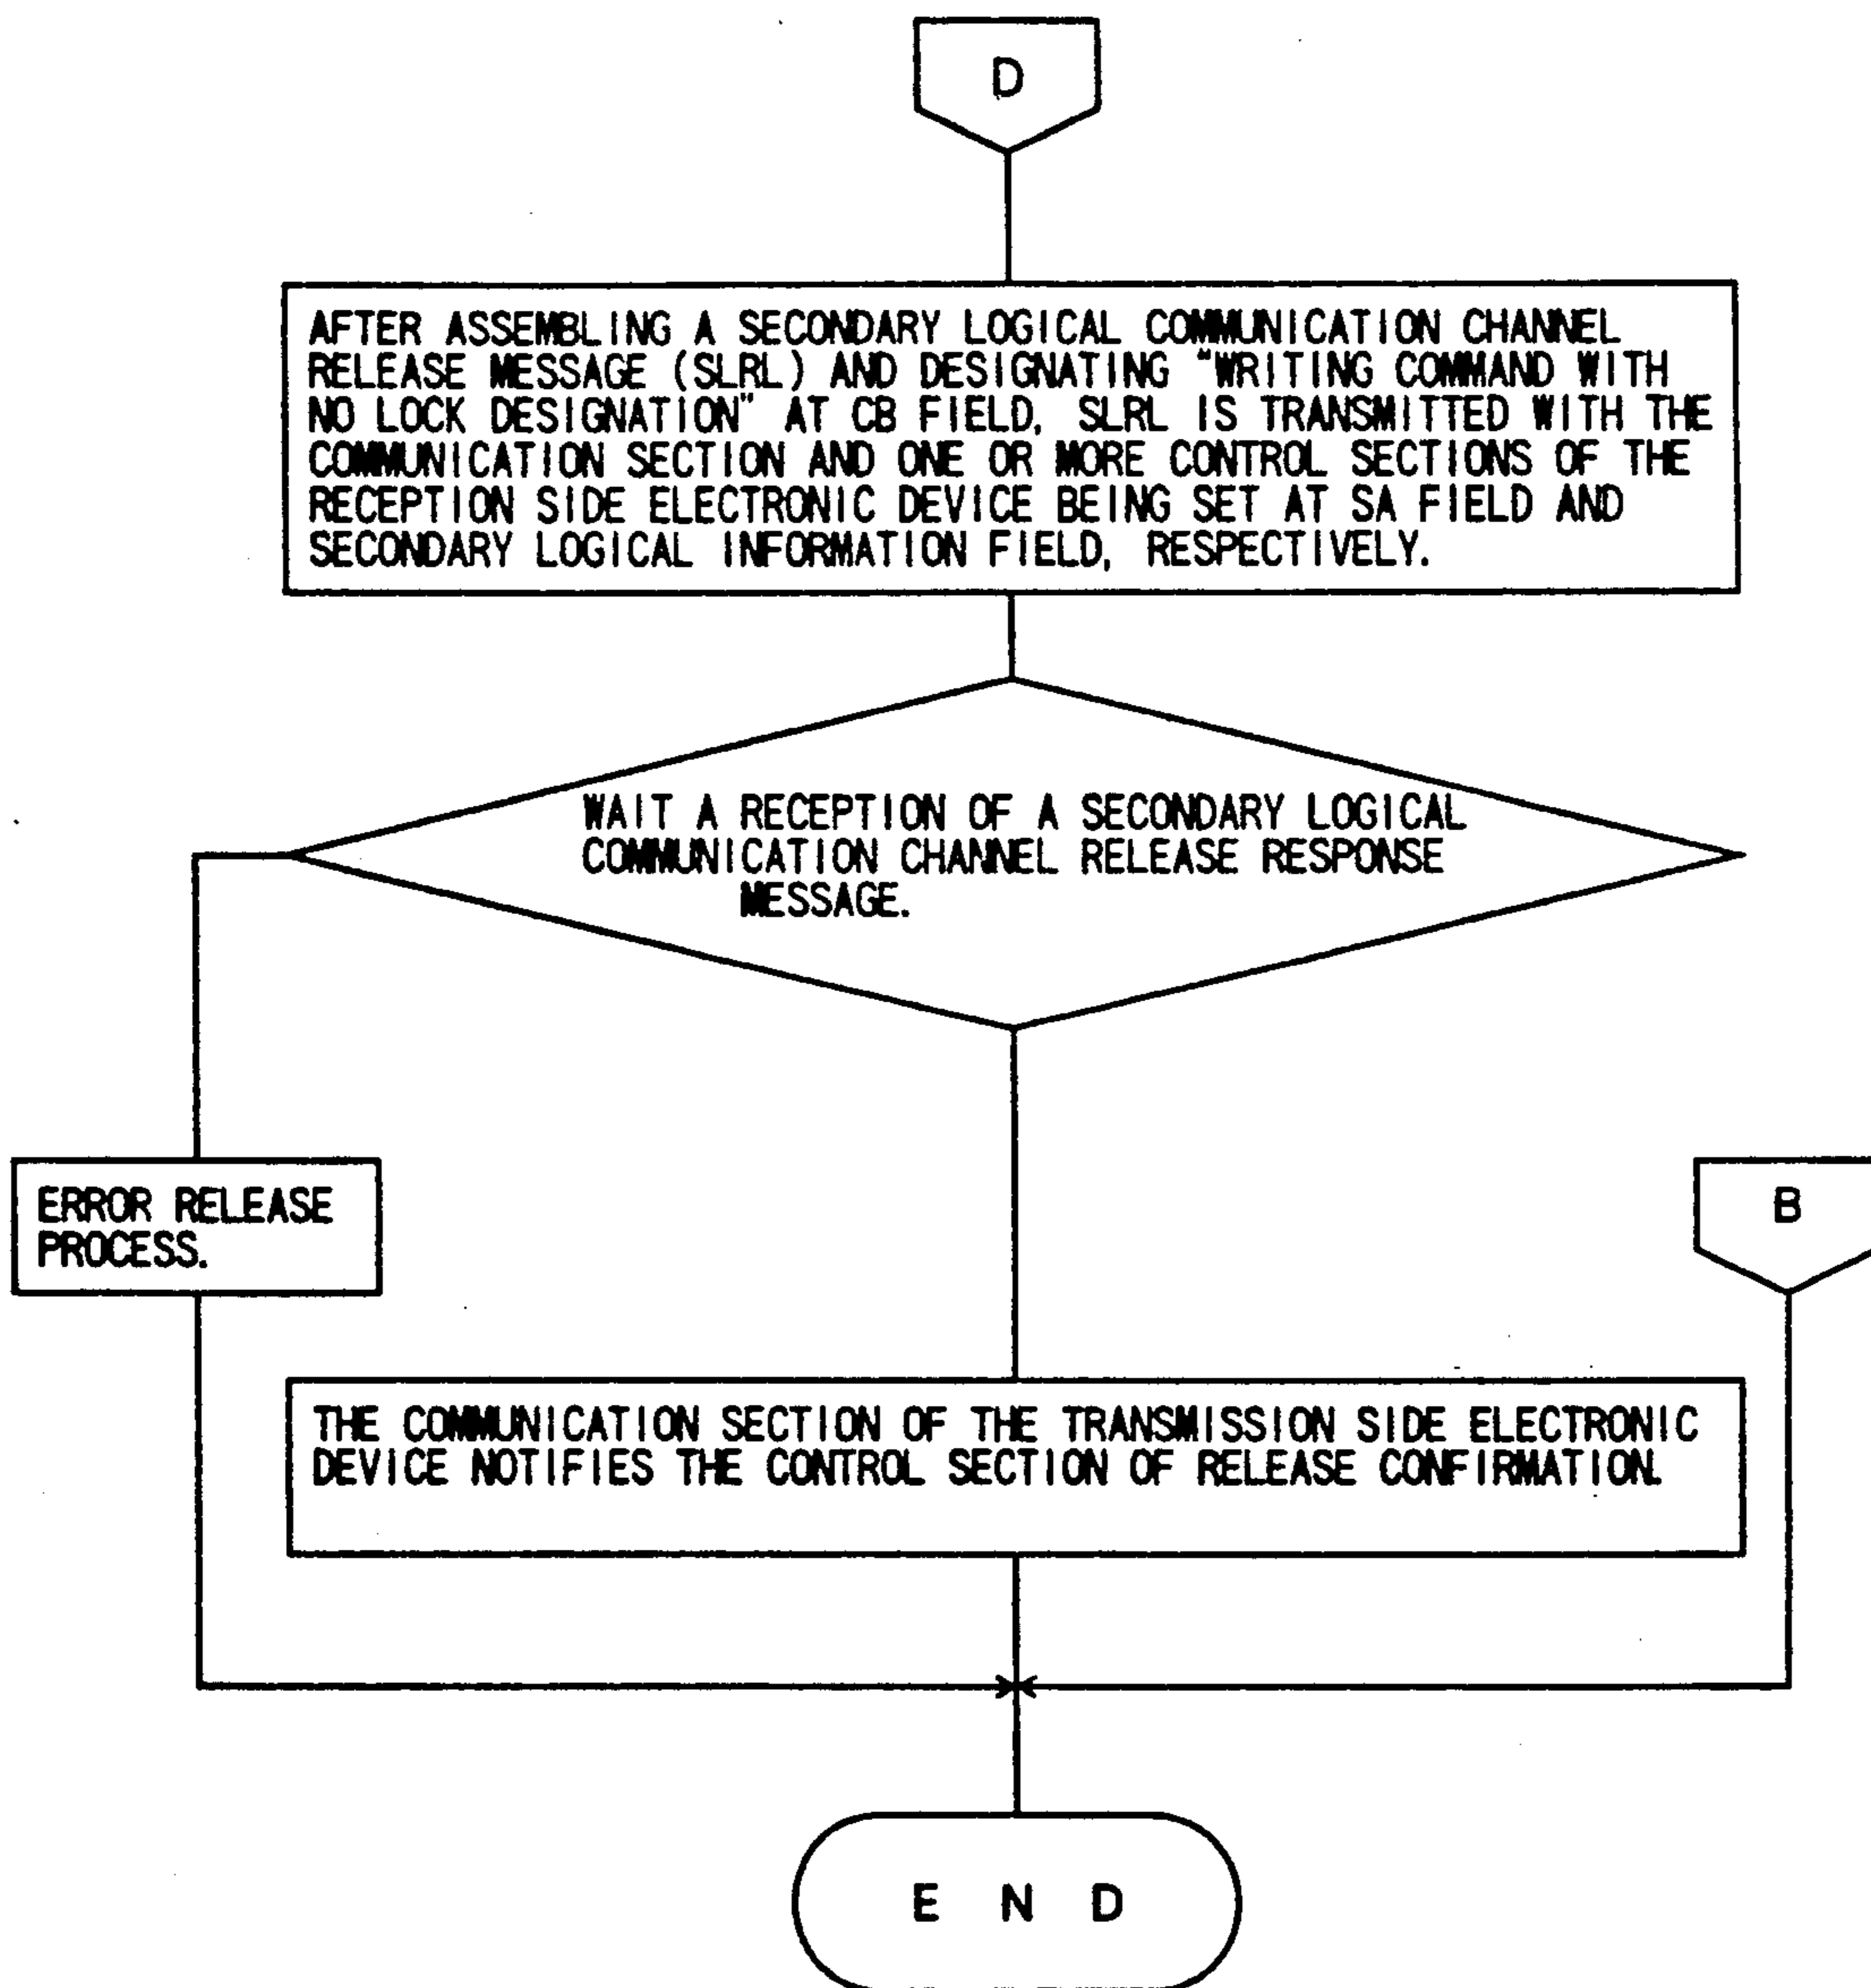 D
AFTER ASSEMBLING A SECONDARY LOGICAL COMMUNICATION CHANNEL
RELEASE MESSAGE (SLRL) AND DESIGNATING "WRITING COMMAND WITH
NO LOCK DESIGNATION" AT CB FIELD, SLRL IS TRANSMITTED WITH THE
COMMUNICATION SECTION AND ONE OR MORE CONTROL SECTIONS OF THE
RECEPTION SIDE ELECTRONIC DEVICE BEING SET AT SA FIELD AND
SECONDARY LOGICAL INFORMATION FIELD, RESPECTIVELY.
WAIT A RECEPTION OF A SECONDARY LOGICAL
COMMUNICATION CHANNEL RELEASE RESPONSE
MESSAGE.
ERROR RELEASE
PROCESS.
B
THE COMMUNICATION SECTION OF THE TRANSMISSION SIDE ELECTRONIC
DEVICE NOTIFIES THE CONTROL SECTION OF RELEASE CONFIRMATION.
E N D